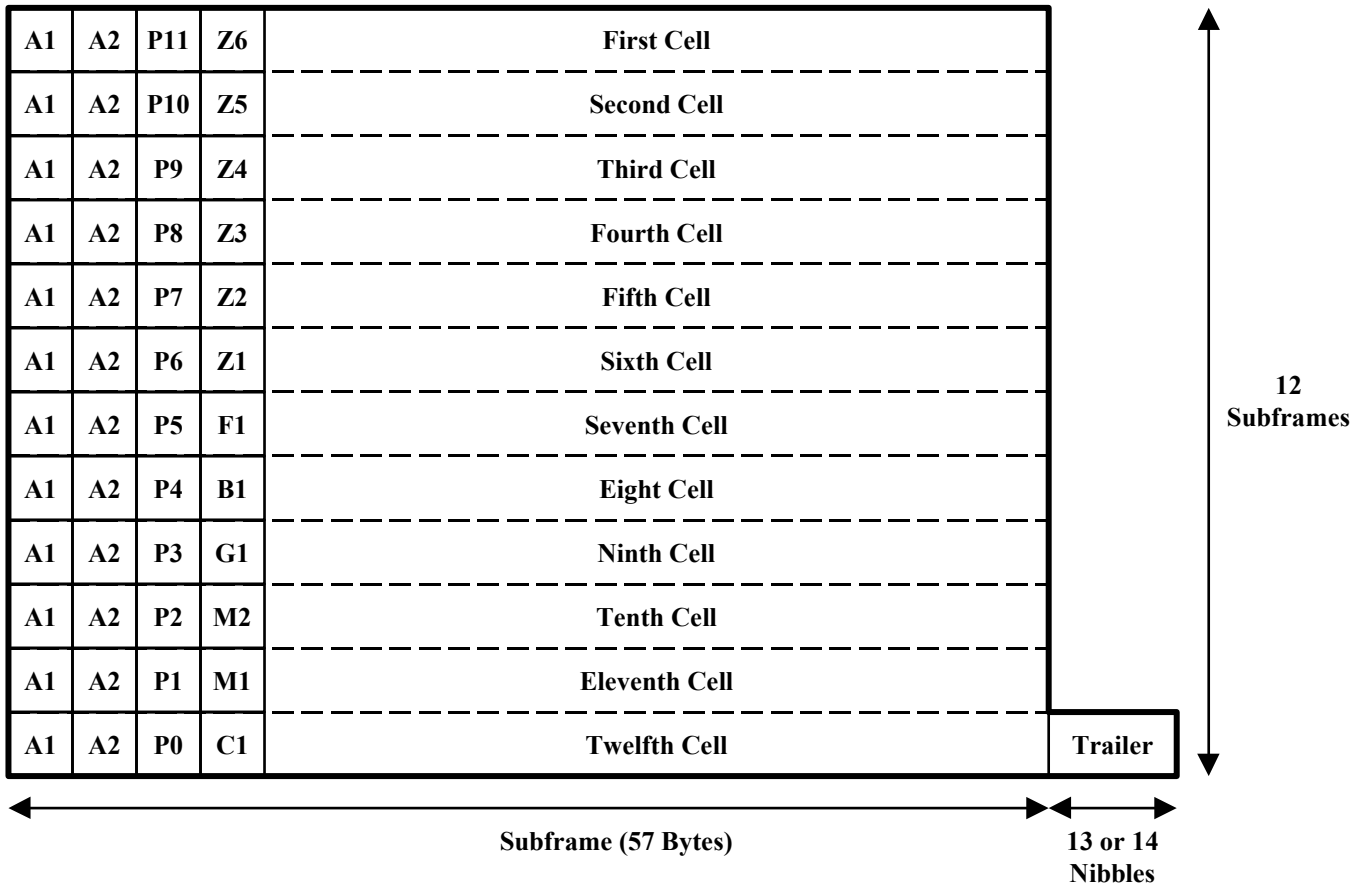 A1 A2 P11 Z6 First Cell
A1 A2 P10 Z5 Second Cell
A1 A2 P9 Z4 Third Cell
A1 A2 P8 Z3 Fourth Cell
A1 A2 P7 Z2 Fifth Cell
A1 A2 P6 Z1 Sixth Cell
12
Subframes
A1 A2 P5 F1 Seventh Cell
A1 A2 P4 B1 Eight Cell
A1 A2 P3 G1 Ninth Cell
A1 A2 P2 M2 Tenth Cell
A1 A2 P1 M1 Eleventh Cell
A1 A2 P0 C1 Twelfth Cell Trailer
Subframe (57 Bytes)
13 or 14
Nibbles